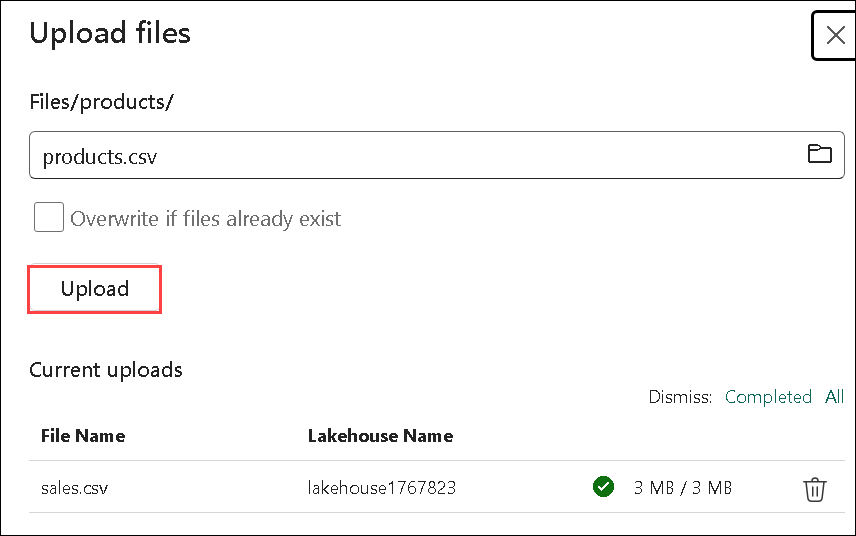 Upload files
Files/products/
products.csv
Overwrite if files already exist
Upload
Current uploads
Dismiss: Completed All
File Name Lakehouse Name
sales.csv lakehouse1767823 3 MB / 3 MB